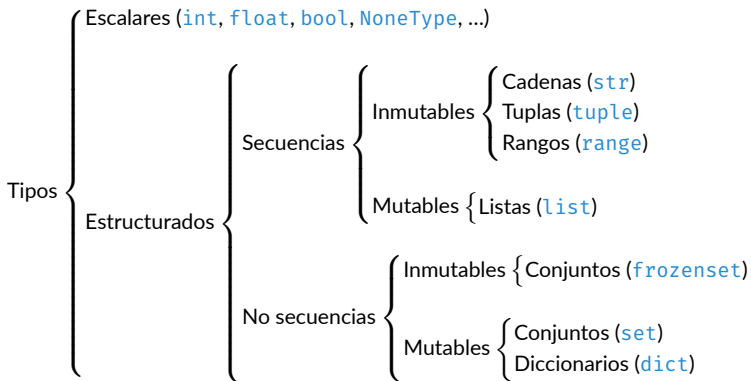 Escalares (int, float, bool, NoneType, …)
Cadenas (str)
Inmutables
Tuplas (tuple)
Secuencias
Rangos (range)
Tipos
Mutables
Listas (list)
Estructurados
Inmutables
Conjuntos (frozenset)
No secuencias
Conjuntos (set)
Mutables
Diccionarios (dict)